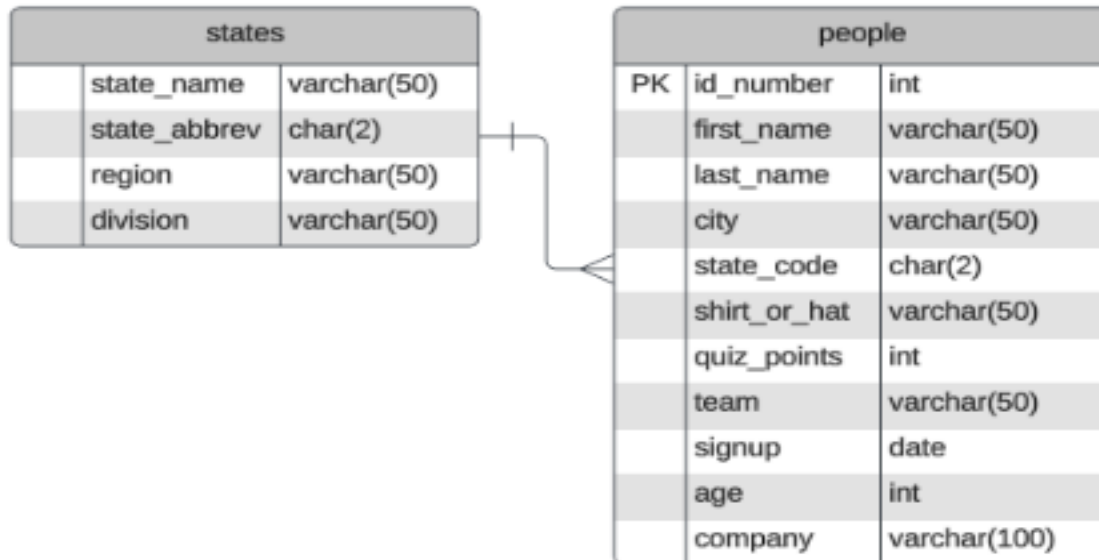 states
state_name varchar(50)
state_abbrev char(2)
region varchar(50)
division varchar(50)
people
PK id_number int
first_name varchar(50)
last_name varchar(50)
city varchar(50)
state_code char(2)
shirt_or_hat varchar(50)
quiz_points int
team varchar(50)
signup date
age int
company varchar(100)